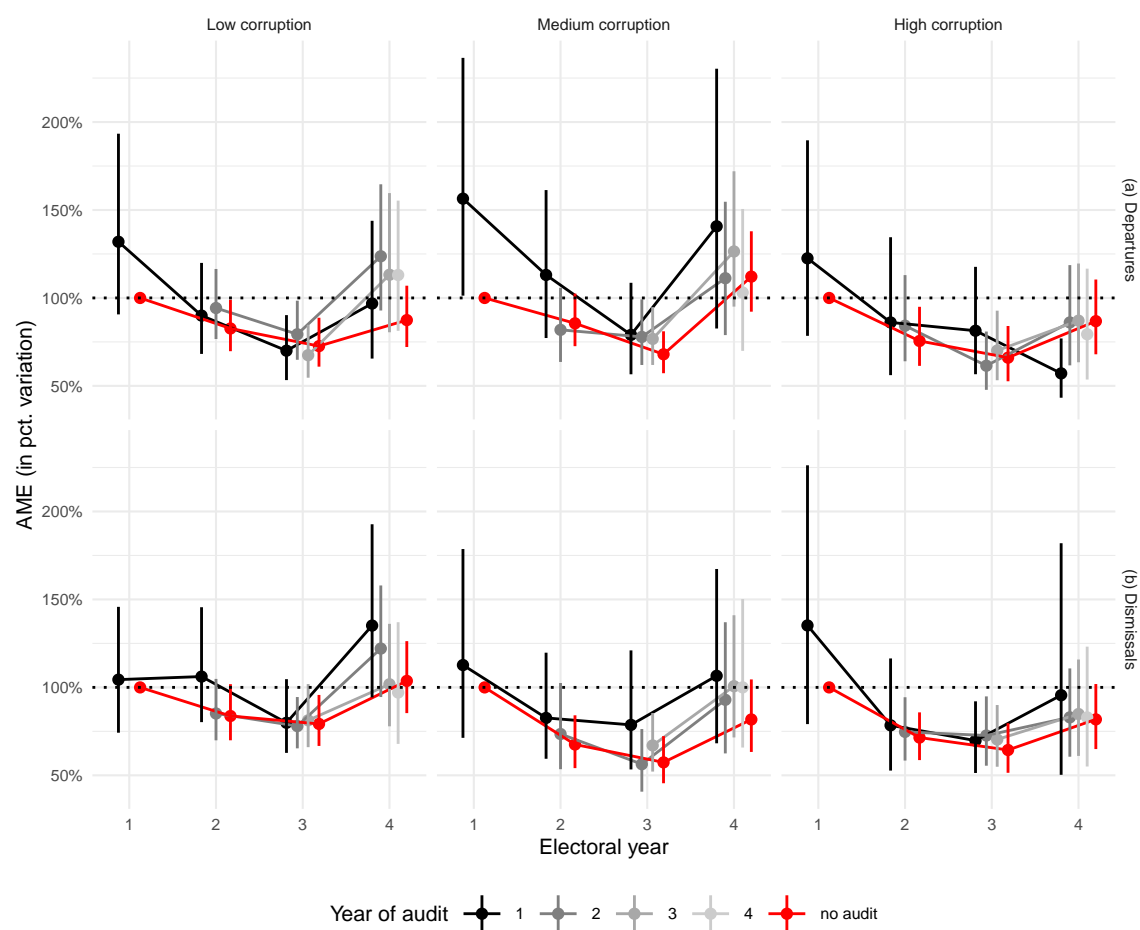 Low corruption Medium corruption High corruption
200%
150%
100%
50%
(a) Departures
200%
150%
100%
50%
(b) Dismissals
AME (in pct. variation)
1 2 3 4 1 2 3 4 1 2 3 4
Electoral year
Year of audit 1 2 3 4 no audit